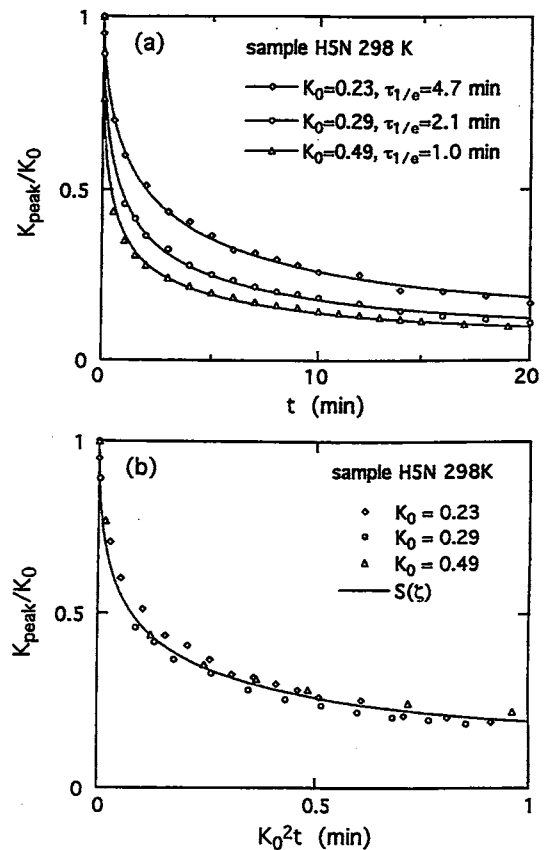 1
(a)
sample H5N 298 K
K₀=0.23, τ₁/ₑ=4.7 min
K₀=0.29, τ₁/ₑ=2.1 min
K₀=0.49, τ₁/ₑ=1.0 min
0.5
K_peak/K₀
0
0
10
20
t (min)
1
(b)
sample H5N 298K
K₀ = 0.23
K₀ = 0.29
K₀ = 0.49
S(ζ)
0.5
K_peak/K₀
0
0
0.5
1
K₀²t (min)